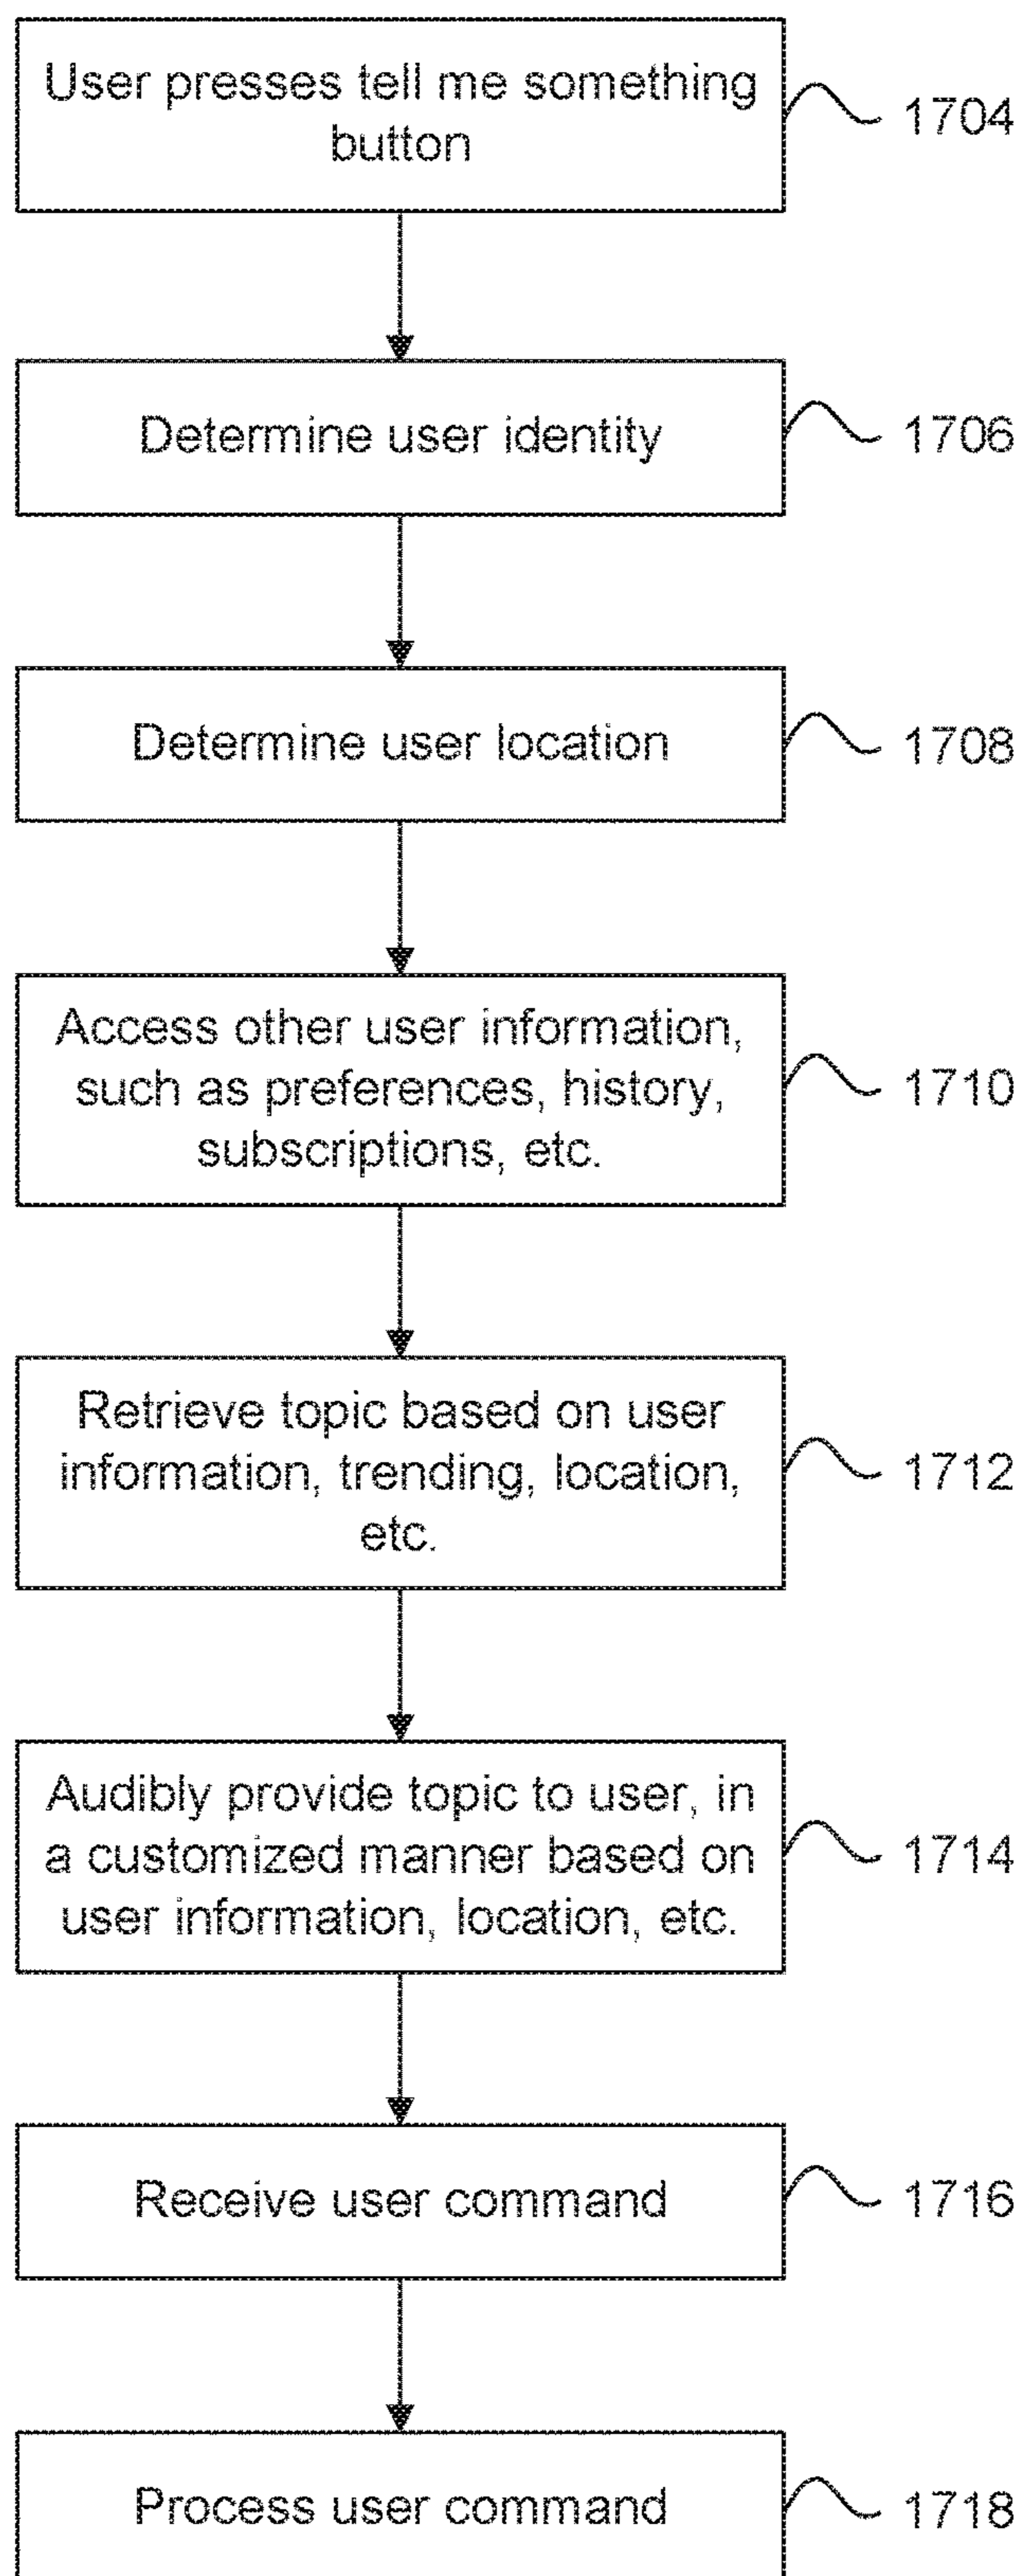 User presses tell me something
button
1704
Determine user identity
1706
Determine user location
1708
Access other user information,
such as preferences, history,
subscriptions, etc.
1710
Retrieve topic based on user
information, trending, location,
etc.
1712
Audibly provide topic to user, in
a customized manner based on
user information, location, etc.
1714
Receive user command
1716
Process user command
1718